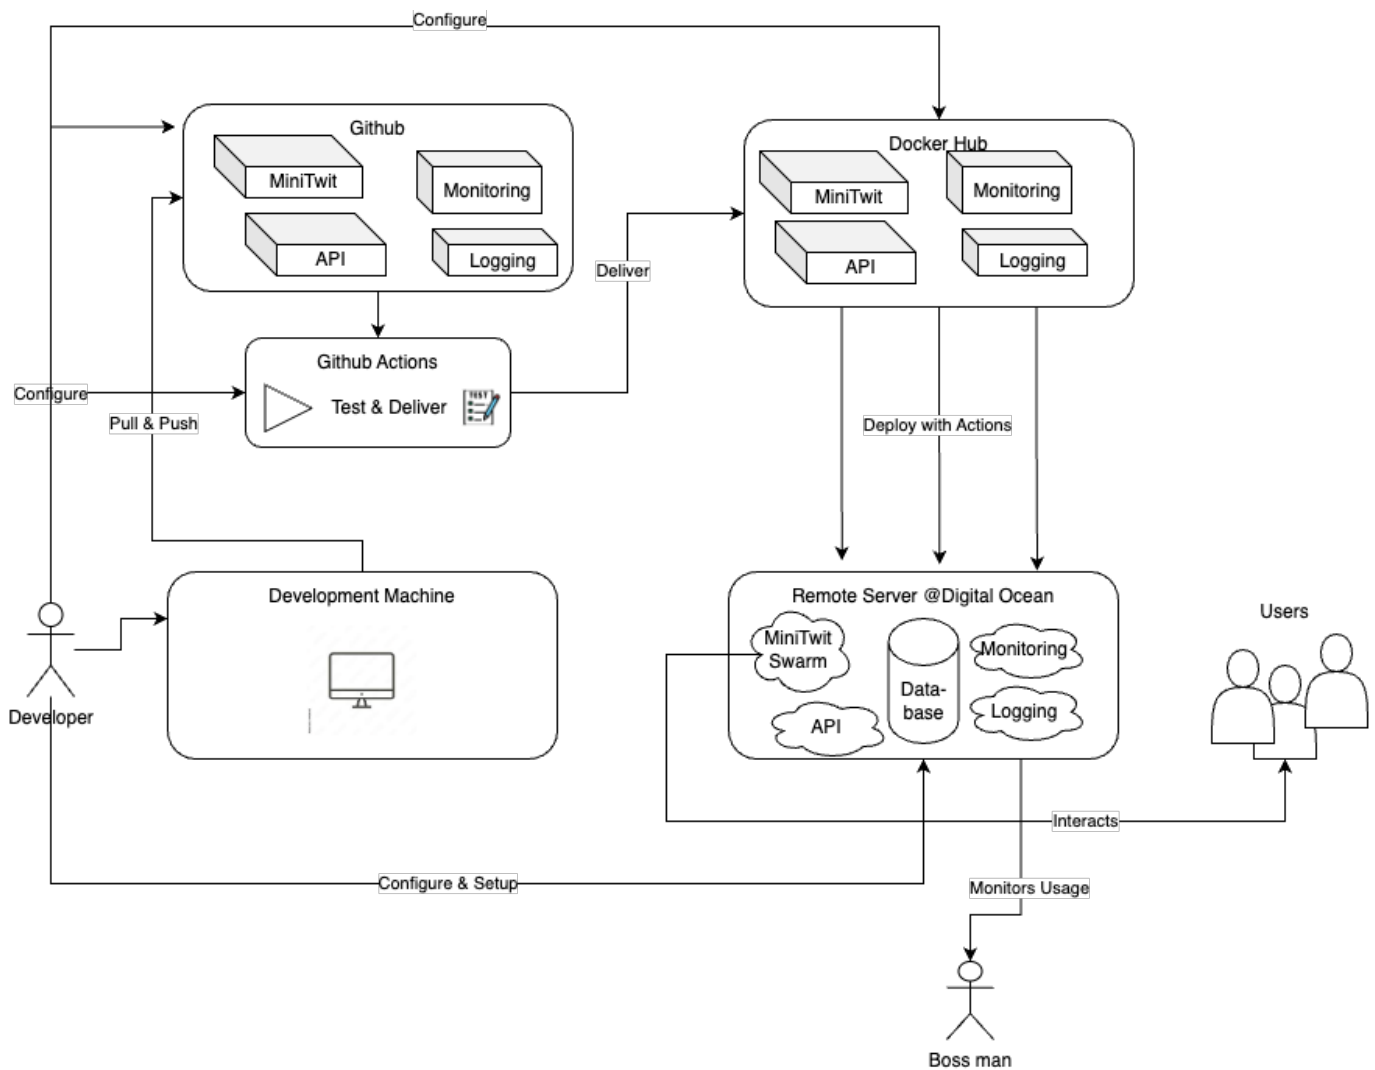 Configure
Github
MiniTwit
Monitoring
API
Logging
Docker Hub
MiniTwit
Monitoring
API
Logging
Deliver
Github Actions
Test & Deliver
TEST
Configure
Pull & Push
Deploy with Actions
Development Machine
Developer
Remote Server @Digital Ocean
MiniTwit
Swarm
Data-
base
Monitoring
Logging
API
Users
Interacts
Configure & Setup
Monitors Usage
Boss man